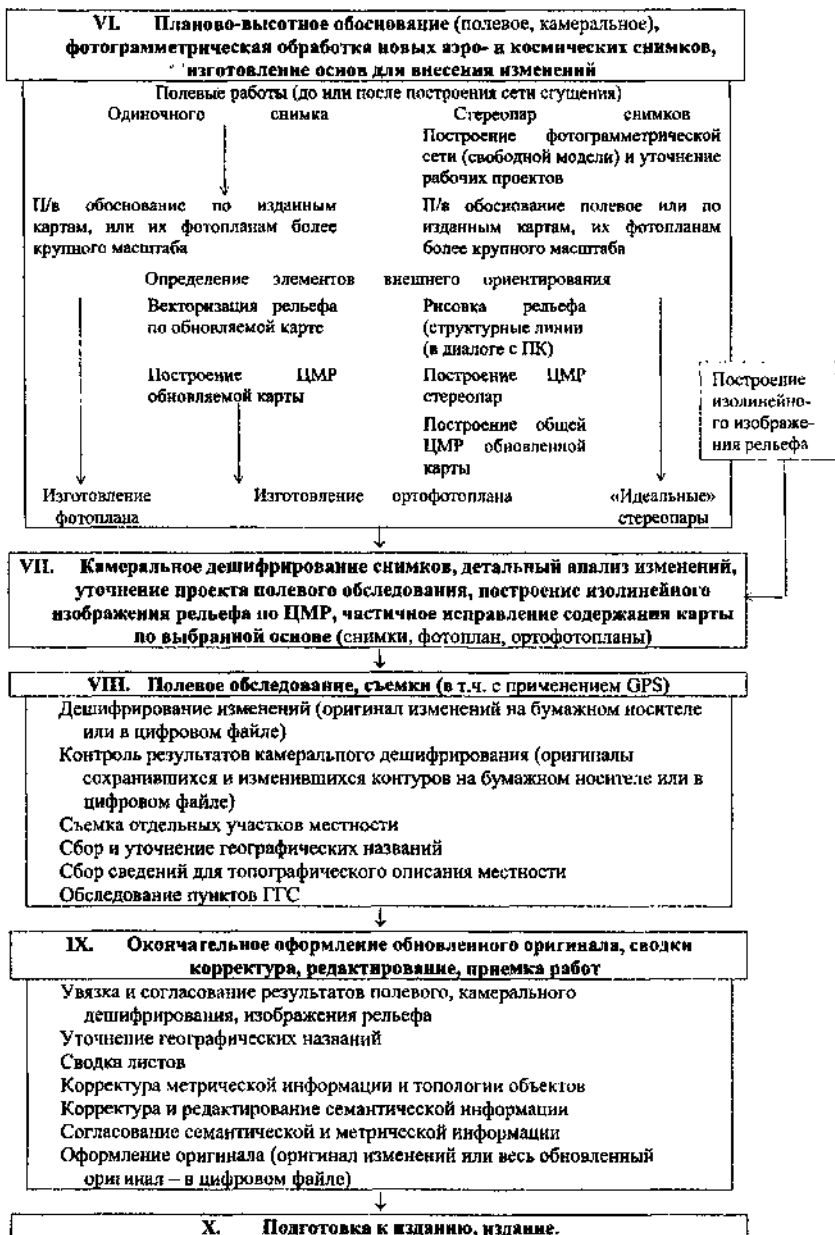 VI. Планово-высотное обоснование (полевое, камеральное),
фотограмметрическая обработка новых аэро- и космических снимков,
изготовление основ для внесения изменений
Полевые работы (до или после построения сети сгущения)
Одиночного снимка
Стереопар снимков
Построение фотограмметрической
сети (свободной модели) и уточнение
рабочих проектов
П/в обоснование по изданным
картам, или их фотопланам более
крупного масштаба
П/в обоснование полевое или по
изданным картам, их фотопланам
более крупного масштаба
Определение элементов внешнего ориентирования
Векторизация рельефа
по обновляемой карте
Рисовка рельефа
(структурные линии
(в диалоге с ПК)
Построение ЦМР
обновляемой карты
Построение ЦМР
стереопар
Построение общей
ЦМР обновленной
карты
Построение
изолинейно-
го изображе-
ния рельефа
Изготовление
фотоплана
Изготовление ортофотоплана
«Идеальные»
стереопары
VII. Камеральное дешифрирование снимков, детальный анализ изменений,
уточнение проекта полевого обследования, построение изолинейного
изображения рельефа по ЦМР, частичное исправление содержания карты
по выбранной основе (снимки, фотоплан, ортофотопланы)
VIII. Полевое обследование, съемки (в т.ч. с применением GPS)
Дешифрирование изменений (оригинал изменений на бумажном носителе
или в цифровом файле)
Контроль результатов камерального дешифрирования (оригиналы
сохранившихся и изменившихся контуров на бумажном носителе или в
цифровом файле)
Съемка отдельных участков местности
Сбор и уточнение географических названий
Сбор сведений для топографического описания местности
Обследование пунктов ГГС
IX. Окончательное оформление обновленного оригинала, сводки
корректура, редактирование, приемка работ
Увязка и согласование результатов полевого, камерального
дешифрирования, изображения рельефа
Уточнение географических названий
Сводка листов
Корректура метрической информации и топологии объектов
Корректура и редактирование семантической информации
Согласование семантической и метрической информации
Оформление оригинала (оригинал изменений или весь обновленный
оригинал – в цифровом файле)
X. Подготовка к изданию, издание.